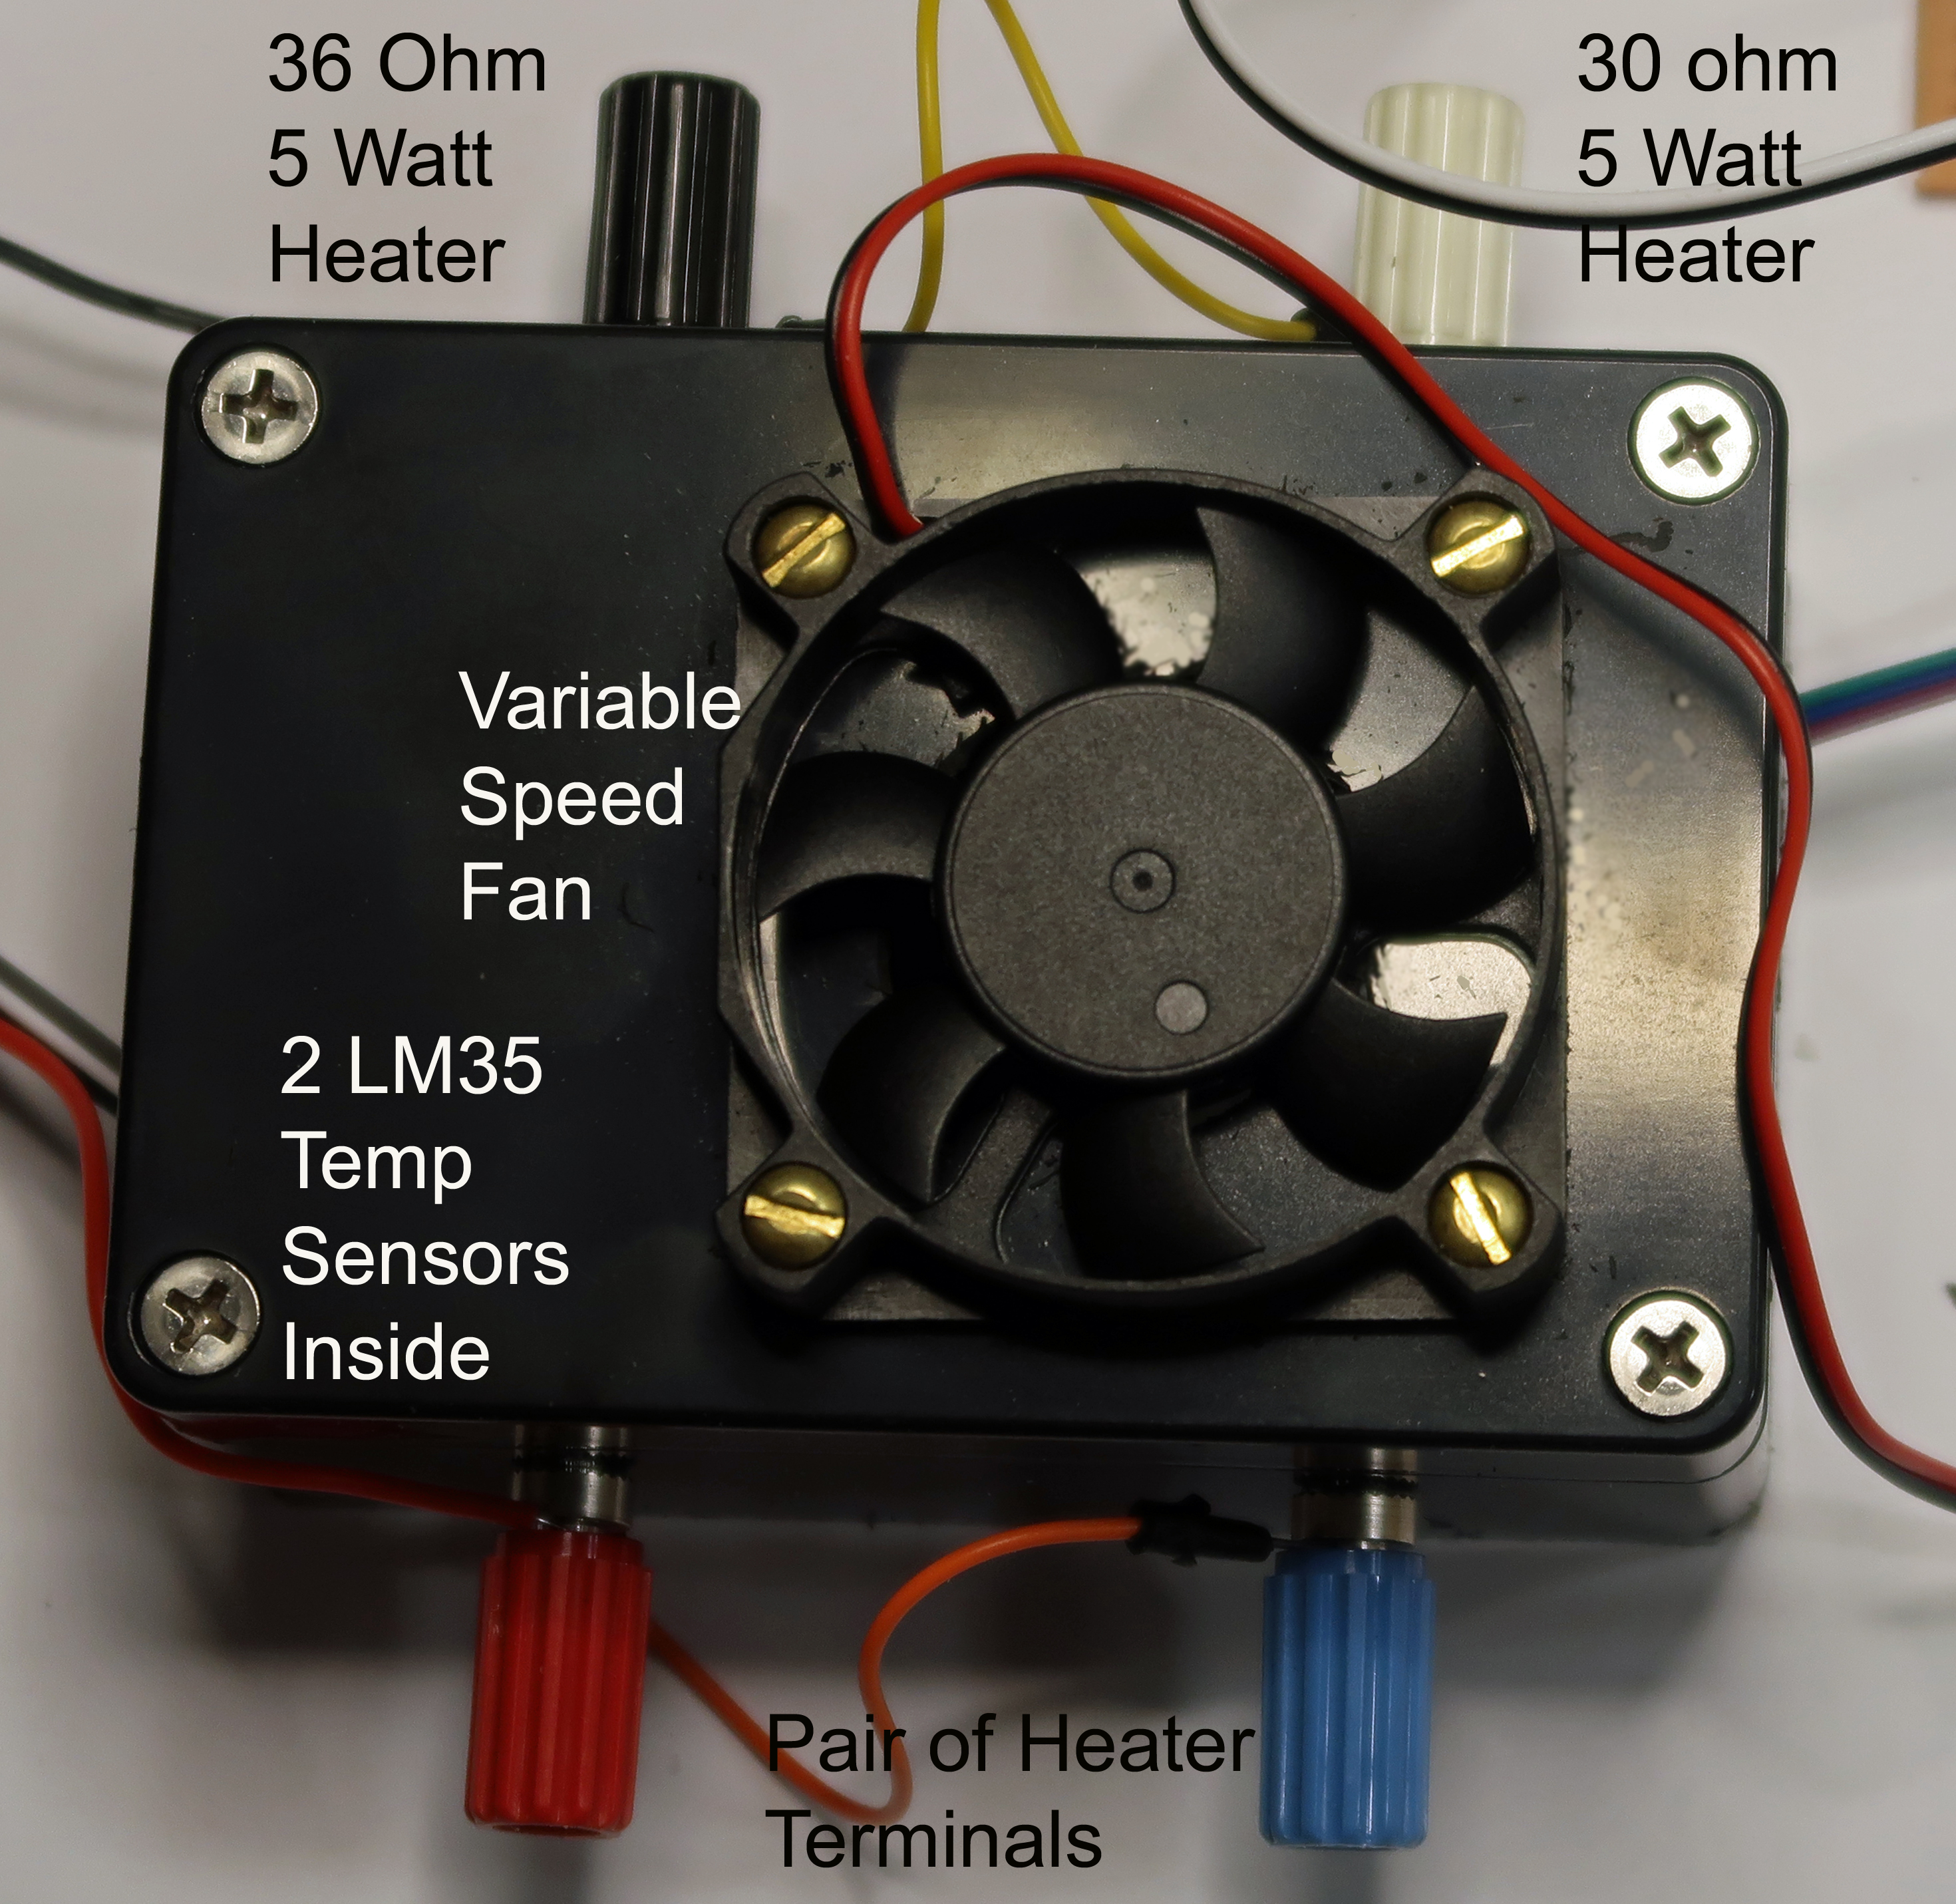 36 Ohm
5 Watt
Heater
30 ohm
5 Watt
Heater
Variable
Speed
Fan
2 LM35
Temp
Sensors
Inside
Pair of Heater
Terminals